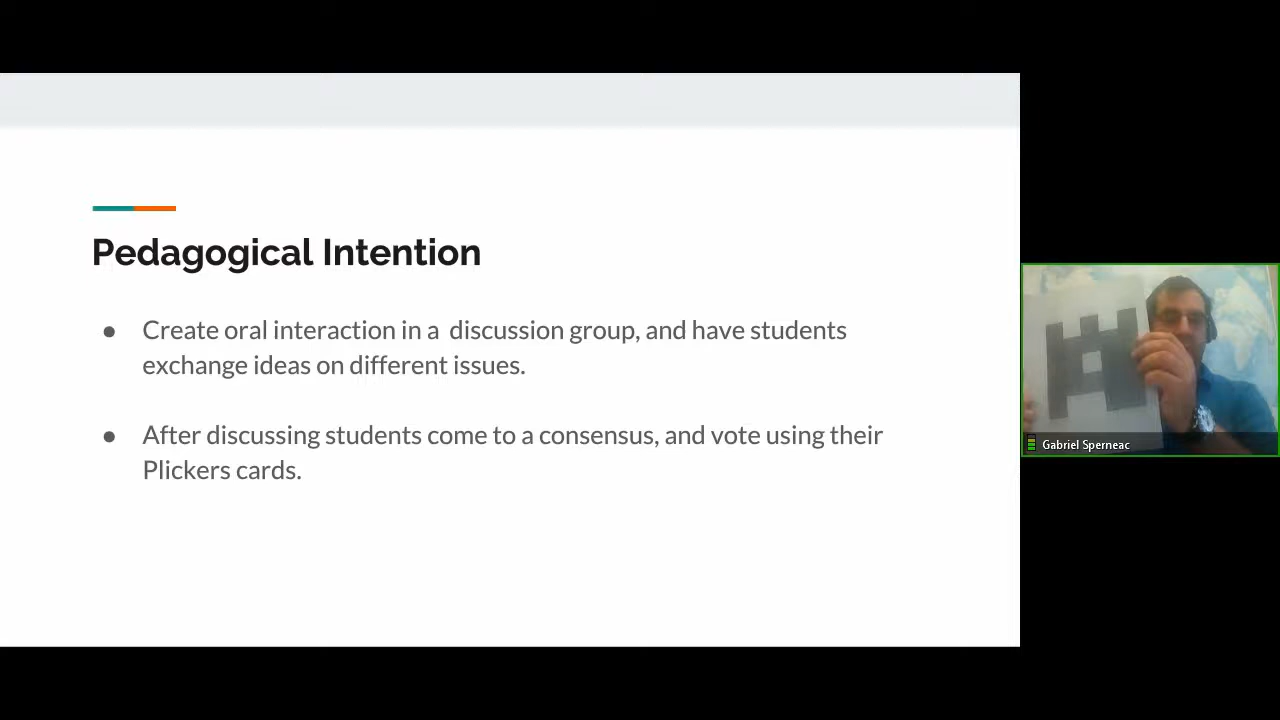 Pedagogical Intention
● Create oral interaction in a discussion group, and have students
exchange ideas on different issues.
● After discussing students come to a consensus, and vote using their
Plickers cards.
Gabriel Sperneac